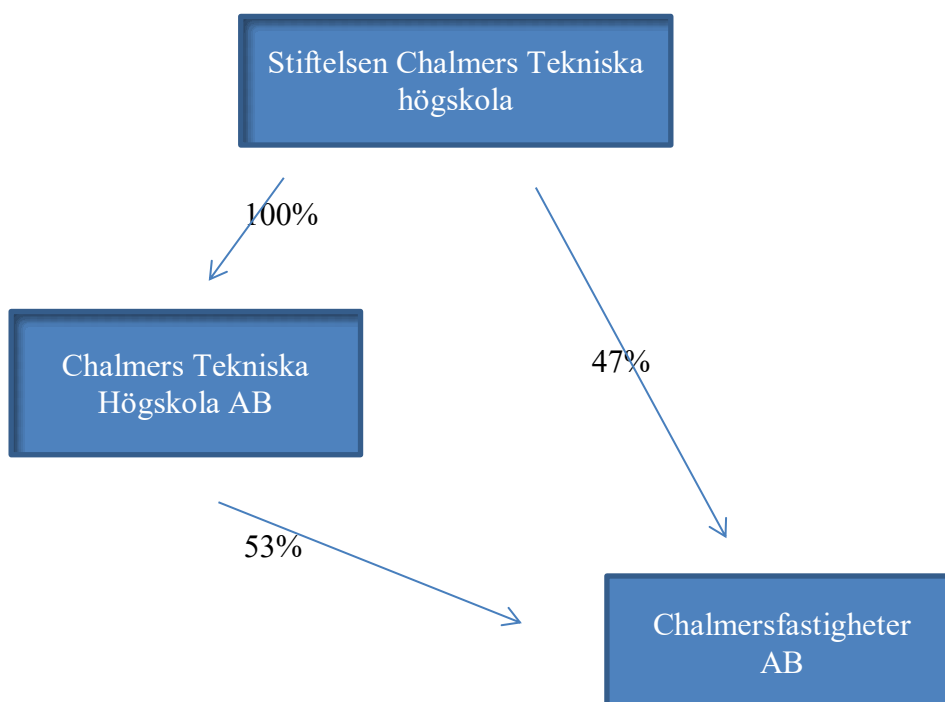 Stiftelsen Chalmers Tekniska
högskola
100%
Chalmers Tekniska
Högskola AB
47%
53%
Chalmersfastigheter
AB